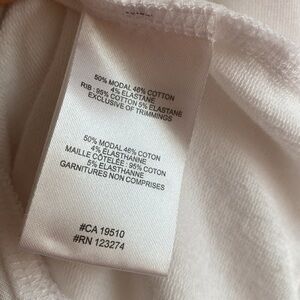 50% MODAL 46% COTTON
4% ELASTANE
RIB : 95% COTTON 5% ELASTANE
EXCLUSIVE OF TRIMMINGS
50% MODAL 46% COTON
4% ELASTHANNE
MAILLE CÔTELÉE : 95% COTON
5% ELASTHANNE
GARNITURES NON COMPRISES
#CA 19510
#RN 123274